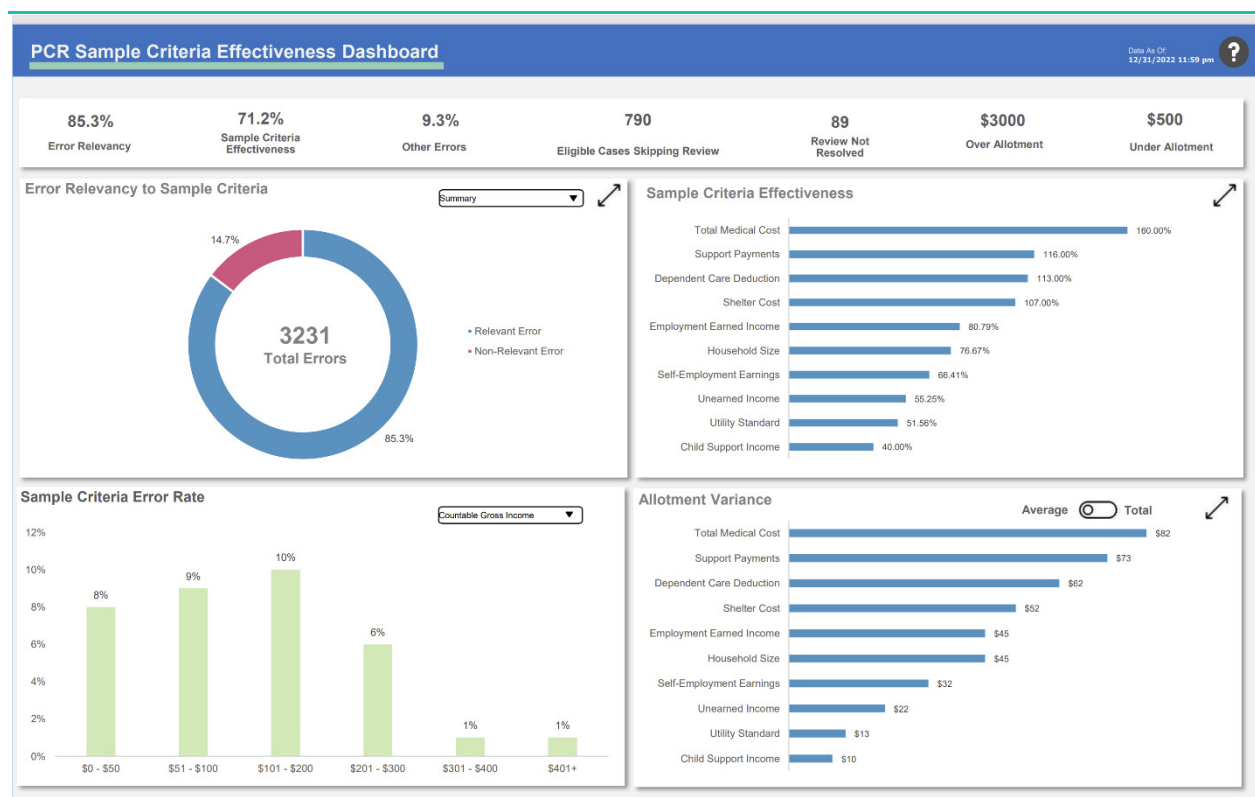 PCR Sample Criteria Effectiveness Dashboard
Data As Of:
12/31/2022 11:59 pm
?
85.3%
Error Relevancy
71.2%
Sample Criteria
Effectiveness
9.3%
Other Errors
790
Eligible Cases Skipping Review
89
Review Not
Resolved
$3000
Over Allotment
$500
Under Allotment
Error Relevancy to Sample Criteria
Summary
14.7%
3231
Total Errors
Relevant Error
Non-Relevant Error
85.3%
Sample Criteria Effectiveness
Total Medical Cost 160.00%
Support Payments 116.00%
Dependent Care Deduction 113.00%
Shelter Cost 107.00%
Employment Earned Income 80.79%
Household Size 76.67%
Self-Employment Earnings 66.41%
Unearned Income 55.25%
Utility Standard 51.56%
Child Support Income 40.00%
Sample Criteria Error Rate
Countable Gross Income
12%
10%
8%
6%
4%
2%
0%
8%
9%
10%
6%
1%
1%
$0 - $50 $51 - $100 $101 - $200 $201 - $300 $301 - $400 $401+
Allotment Variance
Average Total
Total Medical Cost $82
Support Payments $73
Dependent Care Deduction $62
Shelter Cost $52
Employment Earned Income $45
Household Size $45
Self-Employment Earnings $32
Unearned Income $22
Utility Standard $13
Child Support Income $10